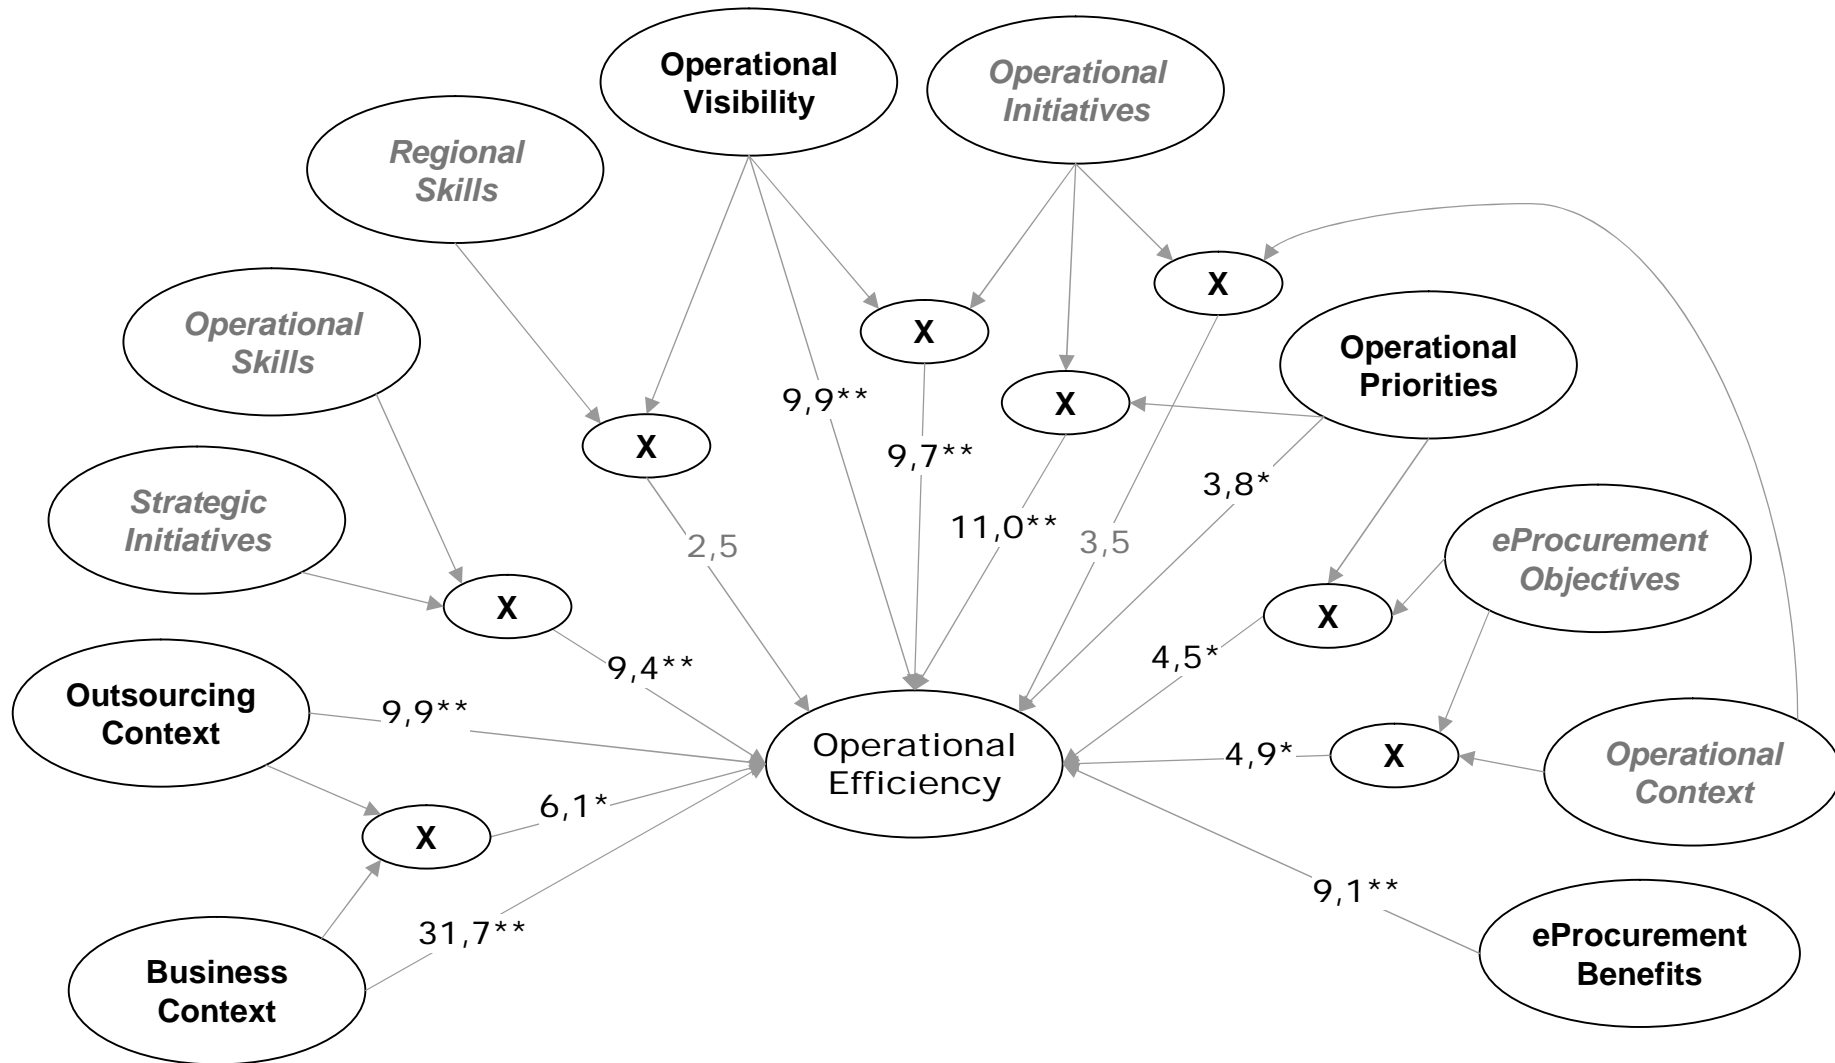 Operational
Visibility
Operational
Initiatives
Regional
Skills
X
Operational
Skills
X
Operational
Priorities
X
9,9**
X
9,7**
3,8*
Strategic
Initiatives
11,0**
3,5
2,5
eProcurement
Objectives
X
X
9,4**
4,5*
Outsourcing
Context
9,9**
Operational
Efficiency
4,9*
X
Operational
Context
6,1*
X
9,1**
31,7**
eProcurement
Benefits
Business
Context